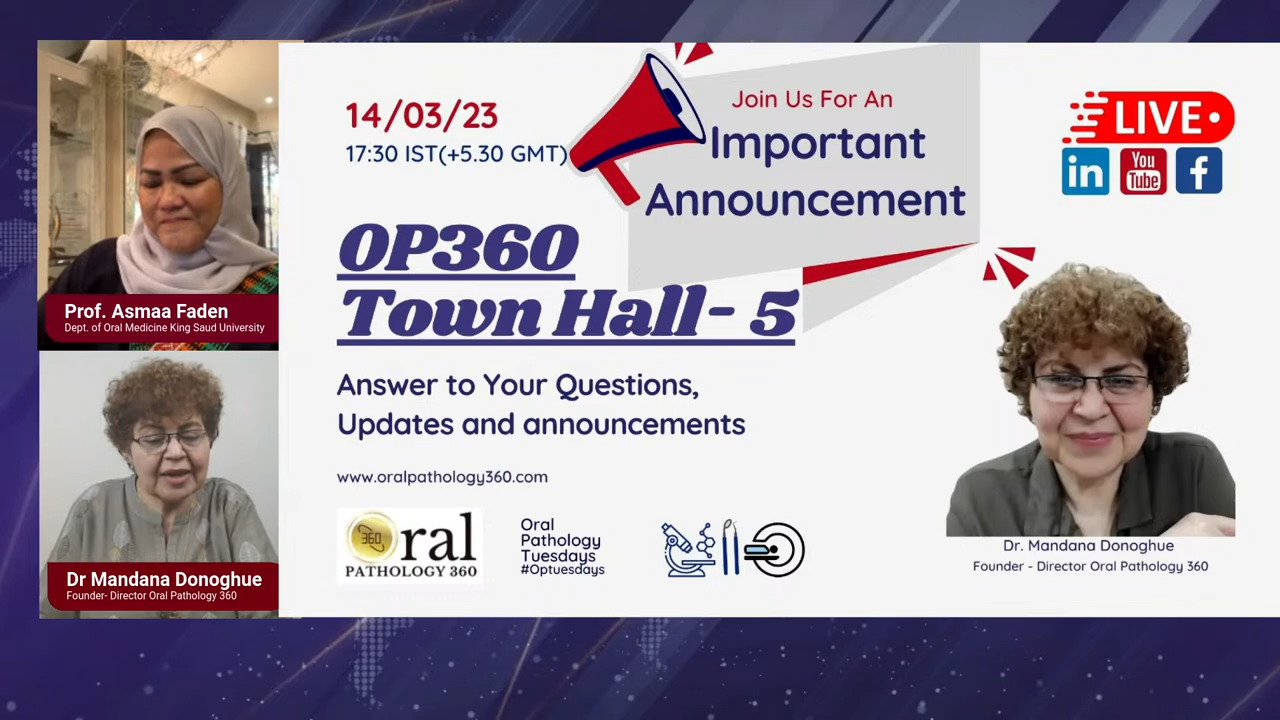 Prof. Asmaa Faden
Dept. of Oral Medicine King Saud University
Dr Mandana Donoghue
Founder- Director Oral Pathology 360
14/03/23
17:30 IST(+5.30 GMT)
Join Us For An
Important
Announcement
LIVE
in
You
Tube
f
OP360
Town Hall- 5
Answer to Your Questions,
Updates and announcements
www.oralpathology360.com
360 Oral
PATHOLOGY 360
Oral
Pathology
Tuesdays
#Optuesdays
Dr. Mandana Donoghue
Founder - Director Oral Pathology 360